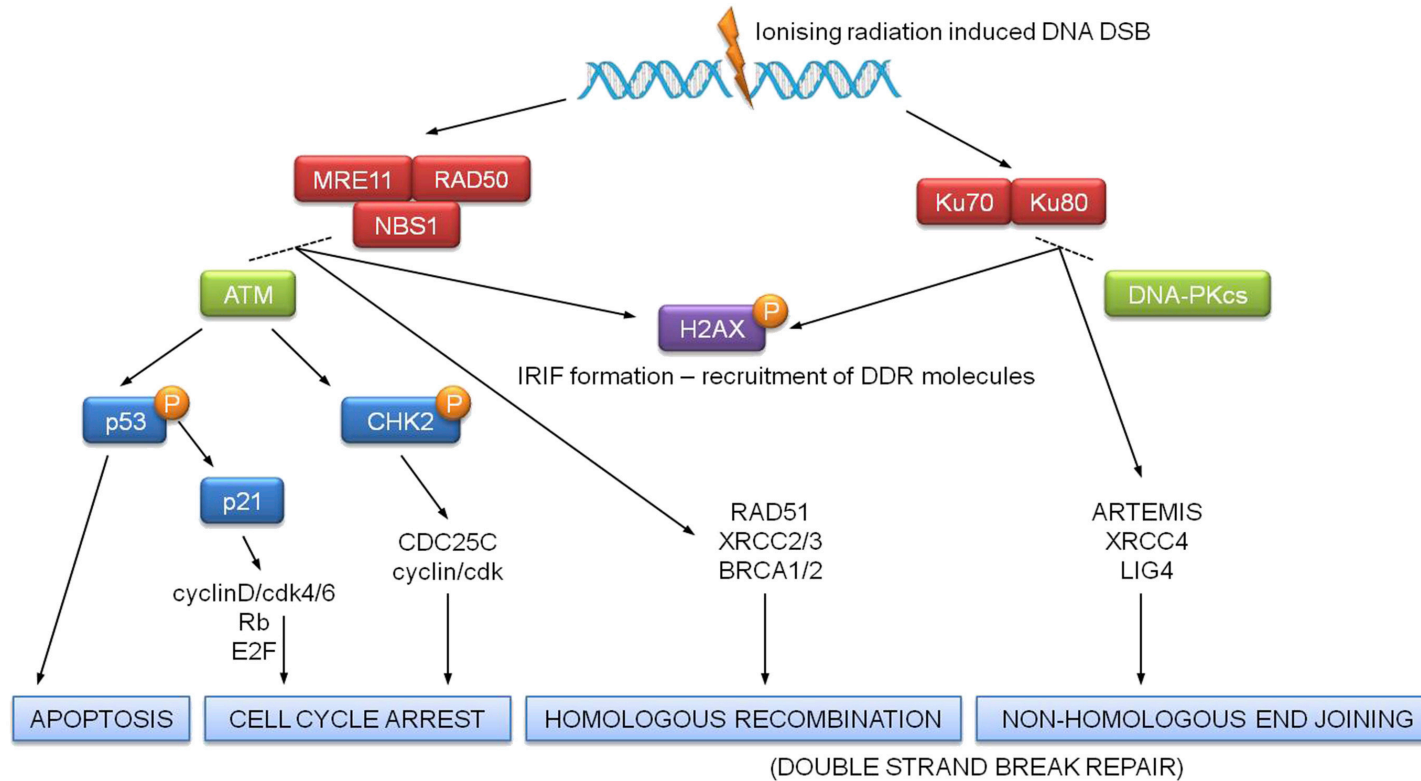 Ionising radiation induced DNA DSB
MRE11 RAD50
NBS1
Ku70 Ku80
ATM
DNA-PKcs
H2AX P
IRIF formation – recruitment of DDR molecules
p53 P
CHK2 P
p21
RAD51
XRCC2/3
BRCA1/2
ARTEMIS
XRCC4
LIG4
CDC25C
cyclin/cdk
cyclinD/cdk4/6
Rb
E2F
APOPTOSIS
CELL CYCLE ARREST
HOMOLOGOUS RECOMBINATION
NON-HOMOLOGOUS END JOINING
(DOUBLE STRAND BREAK REPAIR)